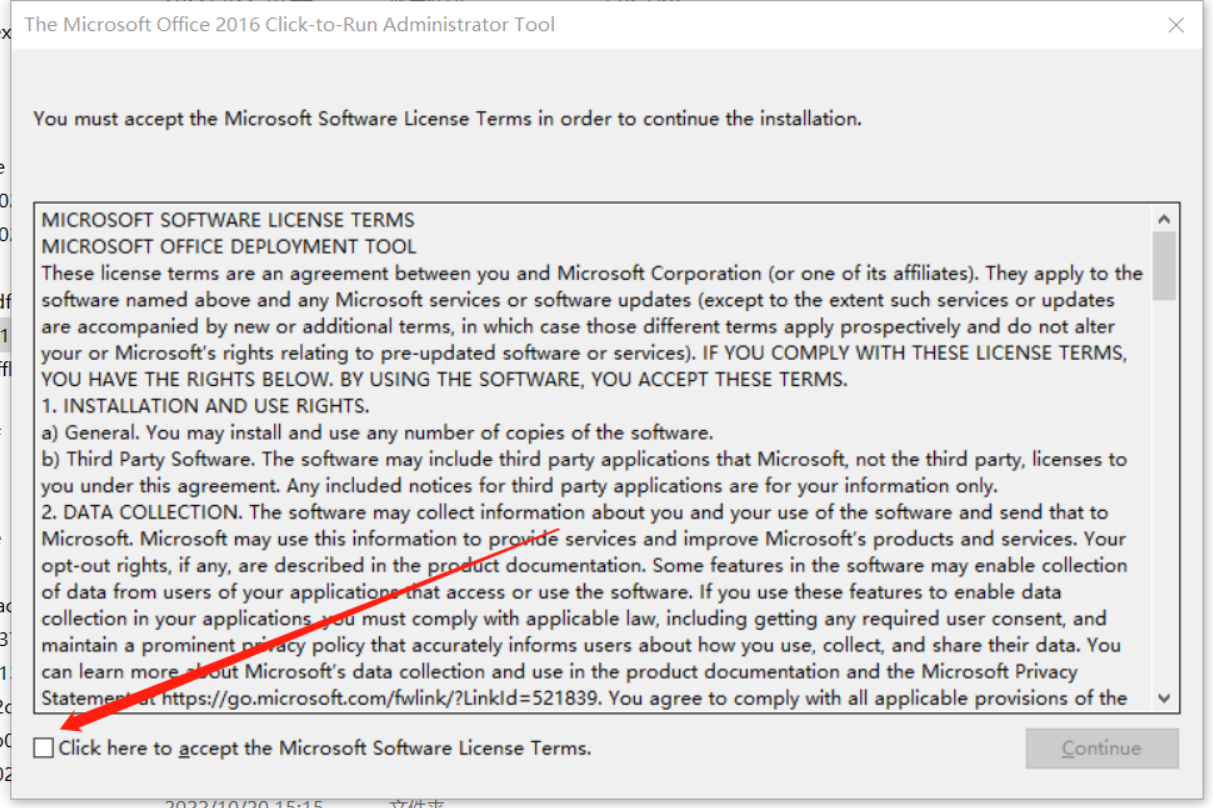 The Microsoft Office 2016 Click-to-Run Administrator Tool
You must accept the Microsoft Software License Terms in order to continue the installation.
MICROSOFT SOFTWARE LICENSE TERMS
MICROSOFT OFFICE DEPLOYMENT TOOL
These license terms are an agreement between you and Microsoft Corporation (or one of its affiliates). They apply to the
software named above and any Microsoft services or software updates (except to the extent such services or updates
are accompanied by new or additional terms, in which case those different terms apply prospectively and do not alter
your or Microsoft's rights relating to pre-updated software or services). IF YOU COMPLY WITH THESE LICENSE TERMS,
YOU HAVE THE RIGHTS BELOW. BY USING THE SOFTWARE, YOU ACCEPT THESE TERMS.
1. INSTALLATION AND USE RIGHTS.
a) General. You may install and use any number of copies of the software.
b) Third Party Software. The software may include third party applications that Microsoft, not the third party, licenses to
you under this agreement. Any included notices for third party applications are for your information only.
2. DATA COLLECTION. The software may collect information about you and your use of the software and send that to
Microsoft. Microsoft may use this information to provide services and improve Microsoft's products and services. Your
opt-out rights, if any, are described in the product documentation. Some features in the software may enable collection
of data from users of your applications that access or use the software. If you use these features to enable data
collection in your applications, you must comply with applicable law, including getting any required user consent, and
maintain a prominent privacy policy that accurately informs users about how you use, collect, and share their data. You
can learn more about Microsoft's data collection and use in the product documentation and the Microsoft Privacy
Statement at https://go.microsoft.com/fwlink/?LinkId=521839. You agree to comply with all applicable provisions of the
Click here to accept the Microsoft Software License Terms.
Continue
2022/10/20 15:15 文件夹